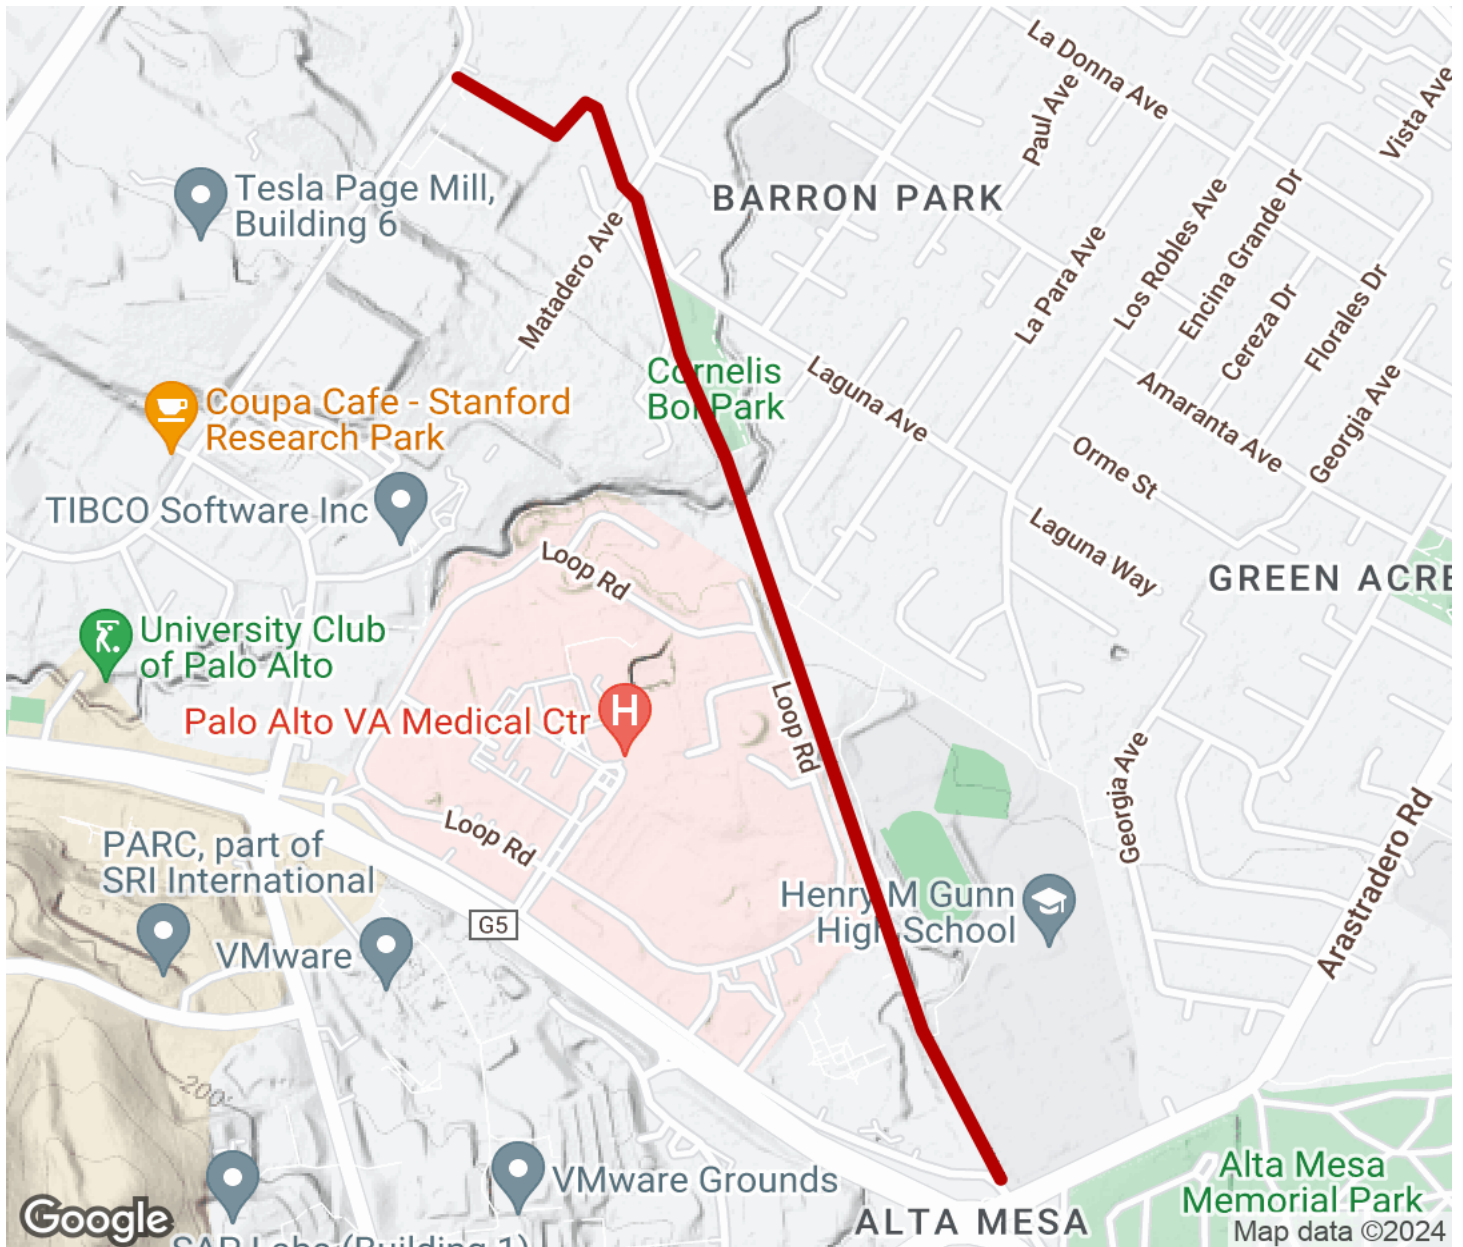 La Donna Ave
Paul Ave
Vista Ave
Tesla Page Mill,
Building 6
BARRON PARK
Matadero Ave
La Para Ave
Los Robles Ave
Encina Grande Dr
Cereza Dr
Florales Dr
Cornelis
Bol Park
Laguna Ave
Amaranta Ave
Georgia Ave
Coupa Cafe - Stanford
Research Park
Orme St
TIBCO Software Inc
Laguna Way
Loop Rd
GREEN ACRE
University Club
of Palo Alto
Palo Alto VA Medical Ctr
H
Loop Rd
Georgia Ave
Arastradero Rd
Loop Rd
PARC, part of
SRI International
Henry M Gunn
High School
G5
VMware
200
VMware Grounds
Alta Mesa
Memorial Park
ALTA MESA
Google
SAP Labs (Building 1)
Map data ©2024